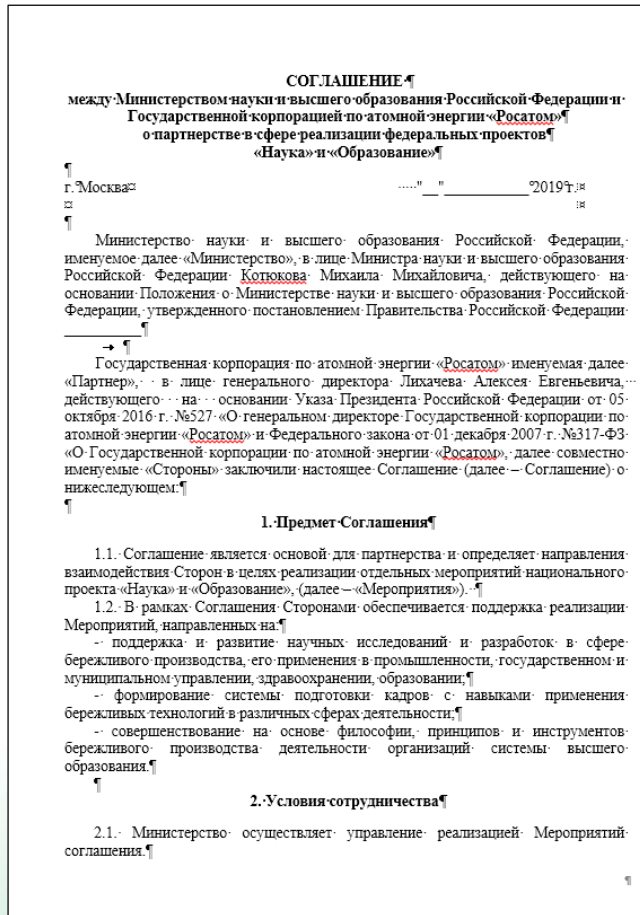 СОГЛАШЕНИЕ¶
между·Министерством·науки·и·высшего·образования·Российской·Федерации·и·
Государственной·корпорацией·по·атомной·энергии·«Росатом»¶
о·партнерстве·в·сфере·реализации·федеральных·проектов¶
«Наука»·и·«Образование»¶
¶
г.°Москва¤ ·····"__"____________°2019°г.¤
¤ ¤
¶
Министерство· науки· и· высшего· образования· Российской· Федерации,·
именуемое·далее·«Министерство»,·в·лице·Министра·науки·и·высшего·образования·
Российской· Федерации· Котюкова· Михаила· Михайловича,· действующего· на·
основании·Положения·о·Министерстве·науки·и·высшего·образования·Российской·
Федерации,·утвержденного·постановлением·Правительства·Российской·Федерации·
___________¶
→ ¶
Государственная·корпорация·по·атомной·энергии·«Росатом»·именуемая·далее·
«Партнер»,· · в· лице· генерального· директора· Лихачева· Алексея· Евгеньевича,···
действующего· · ·на· · · основании· Указа· Президента· Российской· Федерации· от· 05·
октября·2016·г.·№527·«О·генеральном·директоре·Государственной·корпорации·по·
атомной·энергии·«Росатом»·и·Федерального·закона·от·01·декабря·2007·г.·№317-ФЗ·
«О·Государственной·корпорации·по·атомной·энергии·«Росатом»,·далее·совместно·
именуемые·«Стороны»·заключили·настоящее·Соглашение·(далее·–·Соглашение)·о·
нижеследующем:¶
¶
1.·Предмет·Соглашения¶
1.1.·Соглашение·является·основой·для·партнерства·и·определяет·направления·
взаимодействия·Сторон·в·целях·реализации·отдельных·мероприятий·национального·
проекта·«Наука»·и·«Образование»,·(далее·–·«Мероприятия»).··¶
1.2.·В·рамках·Соглашения·Сторонами·обеспечивается·поддержка·реализации·
Мероприятий,·направленных·на:¶
-· поддержка· и· развитие· научных· исследований· и· разработок· в· сфере·
бережливого·производства,·его·применения·в·промышленности,·государственном·и·
муниципальном·управлении,·здравоохранении,·образовании;¶
-· формирование· системы· подготовки· кадров· с· навыками· применения·
бережливых·технологий·в·различных·сферах·деятельности;¶
-· совершенствование· на· основе· философии,· принципов· и· инструментов·
бережливого· производства· деятельности· организаций· системы· высшего·
образования.¶
¶
2.·Условия·сотрудничества¶
2.1.· Министерство· осуществляет· управление· реализацией· Мероприятий·
соглашения.¶
¶